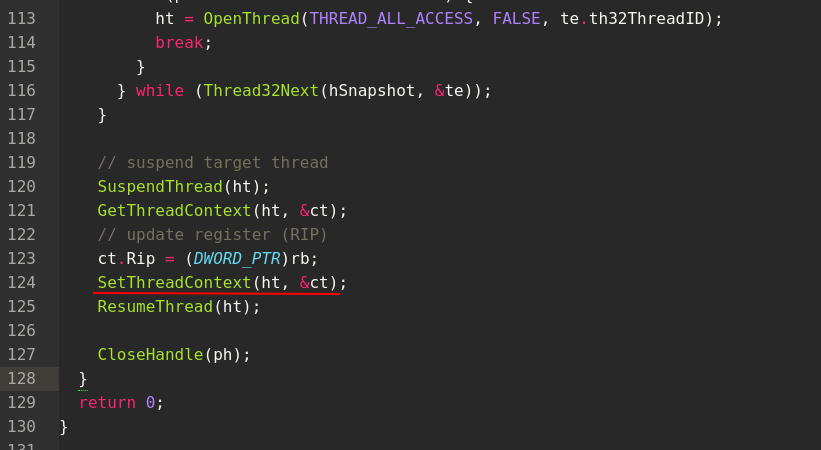 113 ht = OpenThread(THREAD_ALL_ACCESS, FALSE, te.th32ThreadID);
114 break;
115 }
116 } while (Thread32Next(hSnapshot, &te));
117 }
118
119 // suspend target thread
120 SuspendThread(ht);
121 GetThreadContext(ht, &ct);
122 // update register (RIP)
123 ct.Rip = (DWORD_PTR)rb;
124 SetThreadContext(ht, &ct);
125 ResumeThread(ht);
126
127 CloseHandle(ph);
128 }
129 return 0;
130 }
131